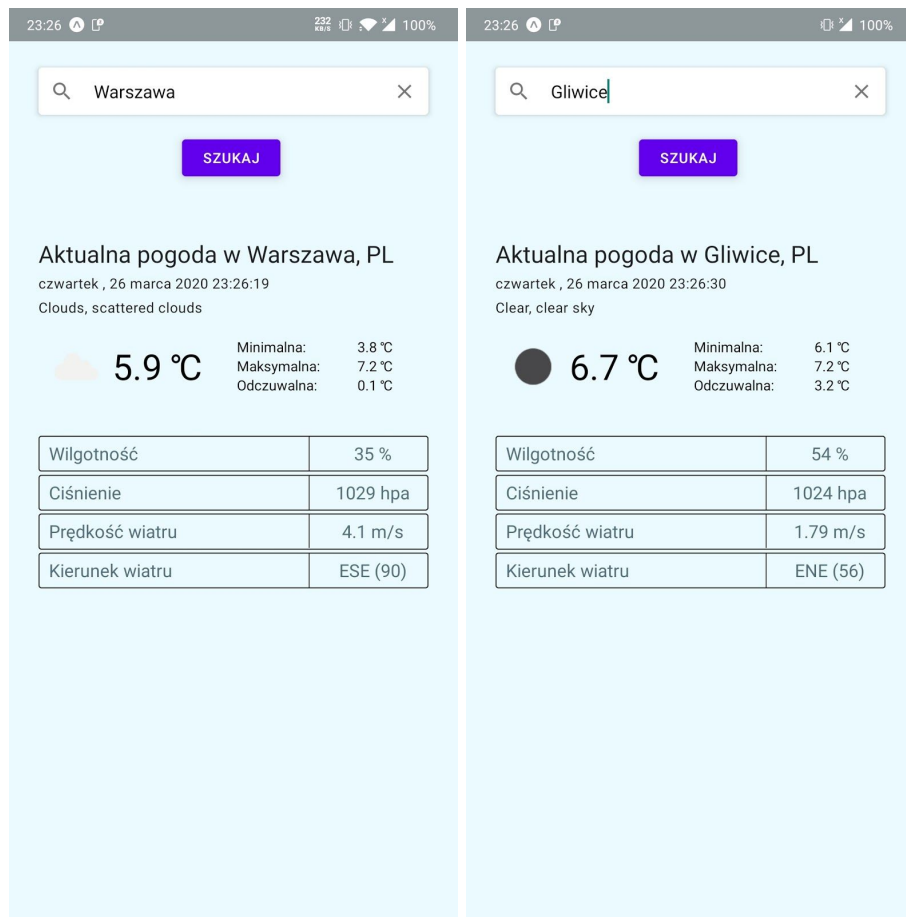 23:26 232 KB/S 100%
Warszawa
SZUKAJ
Aktualna pogoda w Warszawa, PL
czwartek , 26 marca 2020 23:26:19
Clouds, scattered clouds
5.9 ℃
Minimalna: 3.8 ℃
Maksymalna: 7.2 ℃
Odczuwalna: 0.1 ℃
Wilgotność 35 %
Ciśnienie 1029 hpa
Prędkość wiatru 4.1 m/s
Kierunek wiatru ESE (90)
23:26 100%
Gliwice
SZUKAJ
Aktualna pogoda w Gliwice, PL
czwartek , 26 marca 2020 23:26:30
Clear, clear sky
6.7 ℃
Minimalna: 6.1 ℃
Maksymalna: 7.2 ℃
Odczuwalna: 3.2 ℃
Wilgotność 54 %
Ciśnienie 1024 hpa
Prędkość wiatru 1.79 m/s
Kierunek wiatru ENE (56)